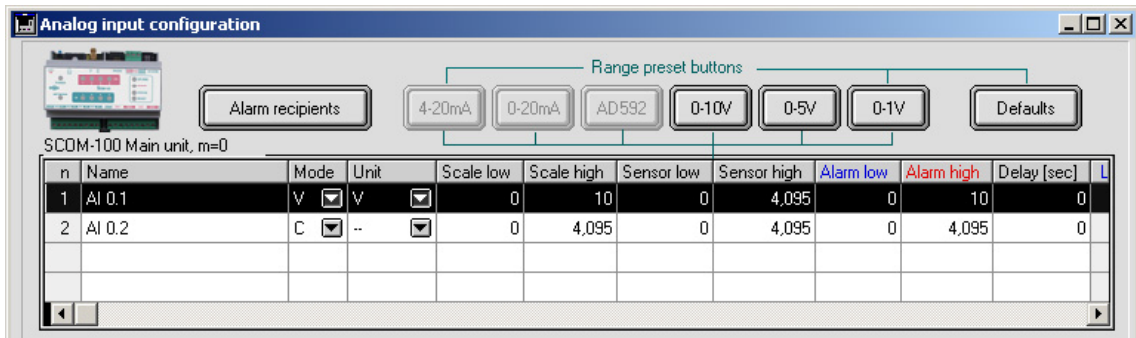 Analog input configuration
Range preset buttons
Alarm recipients 4-20mA 0-20mA AD592 0-10V 0-5V 0-1V Defaults
SCOM-100 Main unit, m=0
n Name Mode Unit Scale low Scale high Sensor low Sensor high Alarm low Alarm high Delay [sec] L
1 AI 0.1 V V 0 10 0 4,095 0 10 0
2 AI 0.2 C -- 0 4,095 0 4,095 0 4,095 0